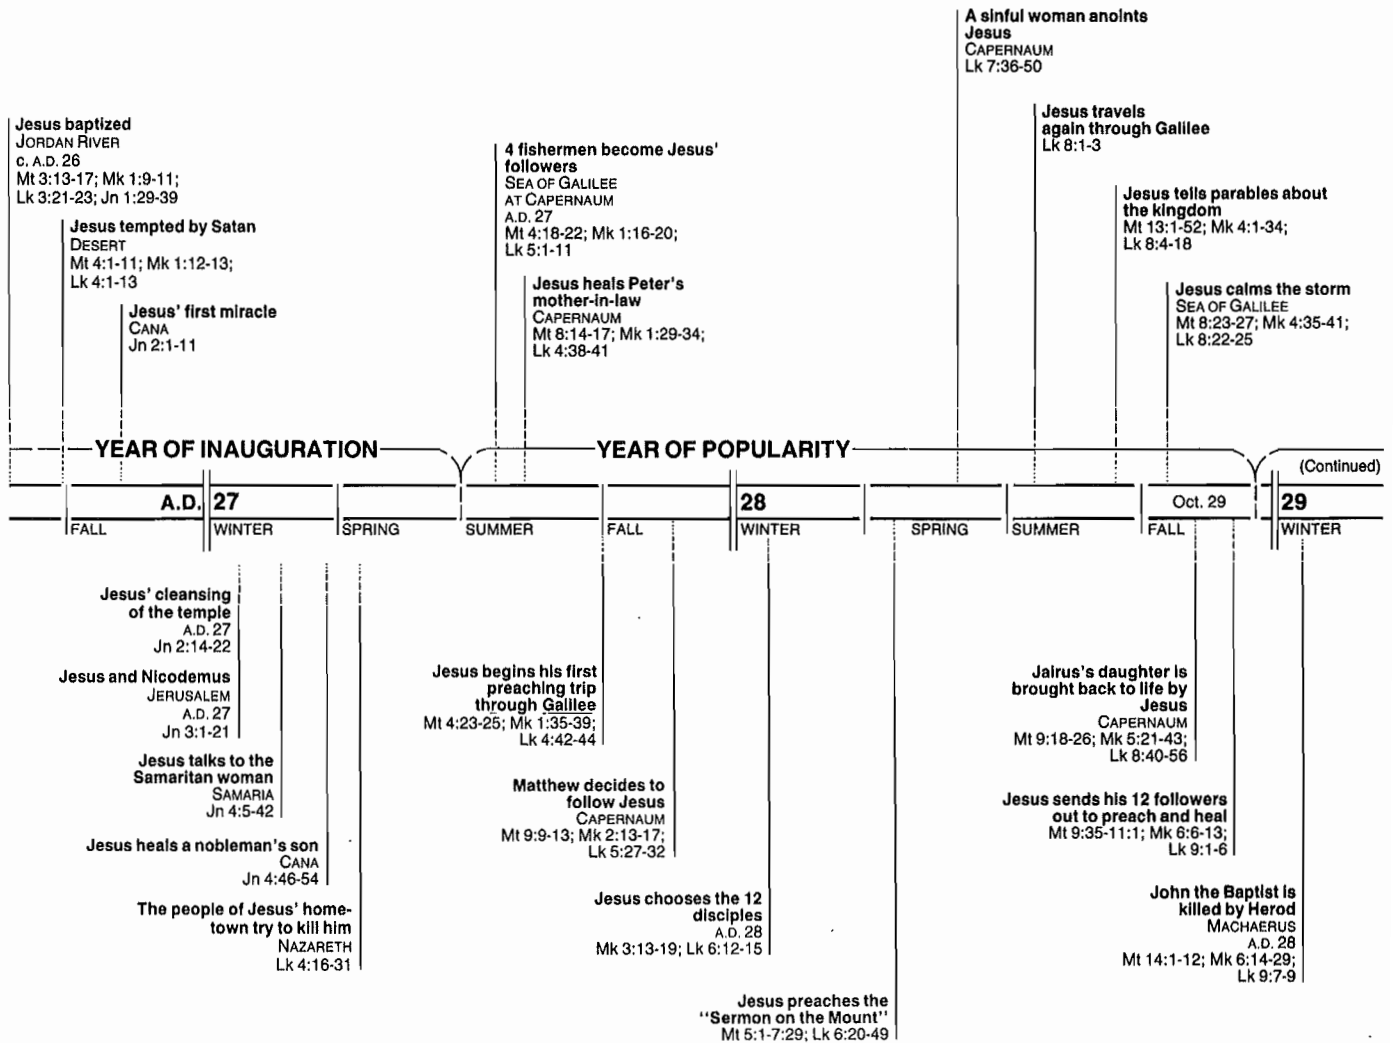 A sinful woman anoints
Jesus
CAPERNAUM
Lk 7:36-50
Jesus travels
again through Galilee
Lk 8:1-3
Jesus baptized
JORDAN RIVER
c. A.D. 26
Mt 3:13-17; Mk 1:9-11;
Lk 3:21-23; Jn 1:29-39
4 fishermen become Jesus'
followers
SEA OF GALILEE
AT CAPERNAUM
A.D. 27
Mt 4:18-22; Mk 1:16-20;
Lk 5:1-11
Jesus tells parables about
the kingdom
Mt 13:1-52; Mk 4:1-34;
Lk 8:4-18
Jesus tempted by Satan
DESERT
Mt 4:1-11; Mk 1:12-13;
Lk 4:1-13
Jesus heals Peter's
mother-in-law
CAPERNAUM
Mt 8:14-17; Mk 1:29-34;
Lk 4:38-41
Jesus calms the storm
SEA OF GALILEE
Mt 8:23-27; Mk 4:35-41;
Lk 8:22-25
Jesus' first miracle
CANA
Jn 2:1-11
YEAR OF INAUGURATION
YEAR OF POPULARITY
(Continued)
A.D. 27
28
Oct. 29
29
FALL
WINTER
SPRING
SUMMER
FALL
WINTER
SPRING
SUMMER
FALL
WINTER
Jesus' cleansing
of the temple
A.D. 27
Jn 2:14-22
Jesus and Nicodemus
JERUSALEM
A.D. 27
Jn 3:1-21
Jesus talks to the
Samaritan woman
SAMARIA
Jn 4:5-42
Jesus heals a nobleman's son
CANA
Jn 4:46-54
The people of Jesus' home-
town try to kill him
NAZARETH
Lk 4:16-31
Jesus begins his first
preaching trip
through Galilee
Mt 4:23-25; Mk 1:35-39;
Lk 4:42-44
Matthew decides to
follow Jesus
CAPERNAUM
Mt 9:9-13; Mk 2:13-17;
Lk 5:27-32
Jesus chooses the 12
disciples
A.D. 28
Mk 3:13-19; Lk 6:12-15
Jesus preaches the
"Sermon on the Mount"
Mt 5:1-7:29; Lk 6:20-49
Jairus's daughter is
brought back to life by
Jesus
CAPERNAUM
Mt 9:18-26; Mk 5:21-43;
Lk 8:40-56
Jesus sends his 12 followers
out to preach and heal
Mt 9:35-11:1; Mk 6:6-13;
Lk 9:1-6
John the Baptist is
killed by Herod
MACHAERUS
A.D. 28
Mt 14:1-12; Mk 6:14-29;
Lk 9:7-9